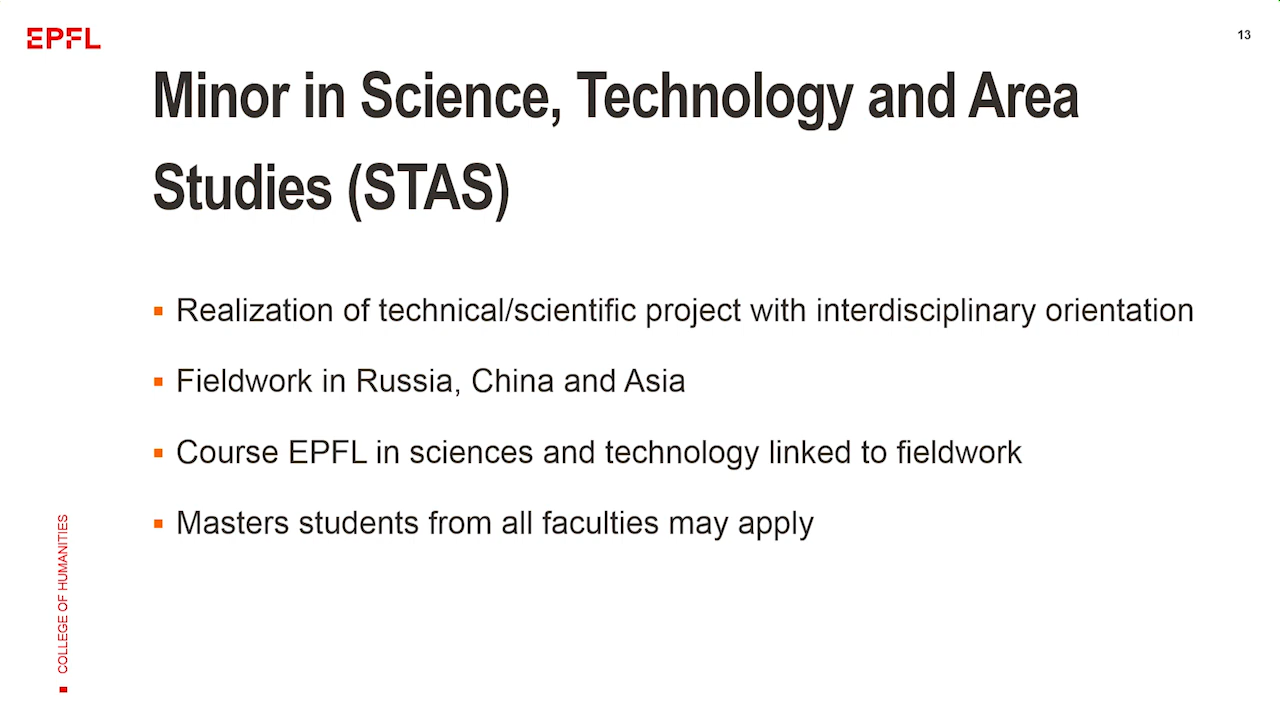 EPFL
13
Minor in Science, Technology and Area
Studies (STAS)
Realization of technical/scientific project with interdisciplinary orientation
Fieldwork in Russia, China and Asia
Course EPFL in sciences and technology linked to fieldwork
Masters students from all faculties may apply
COLLEGE OF HUMANITIES